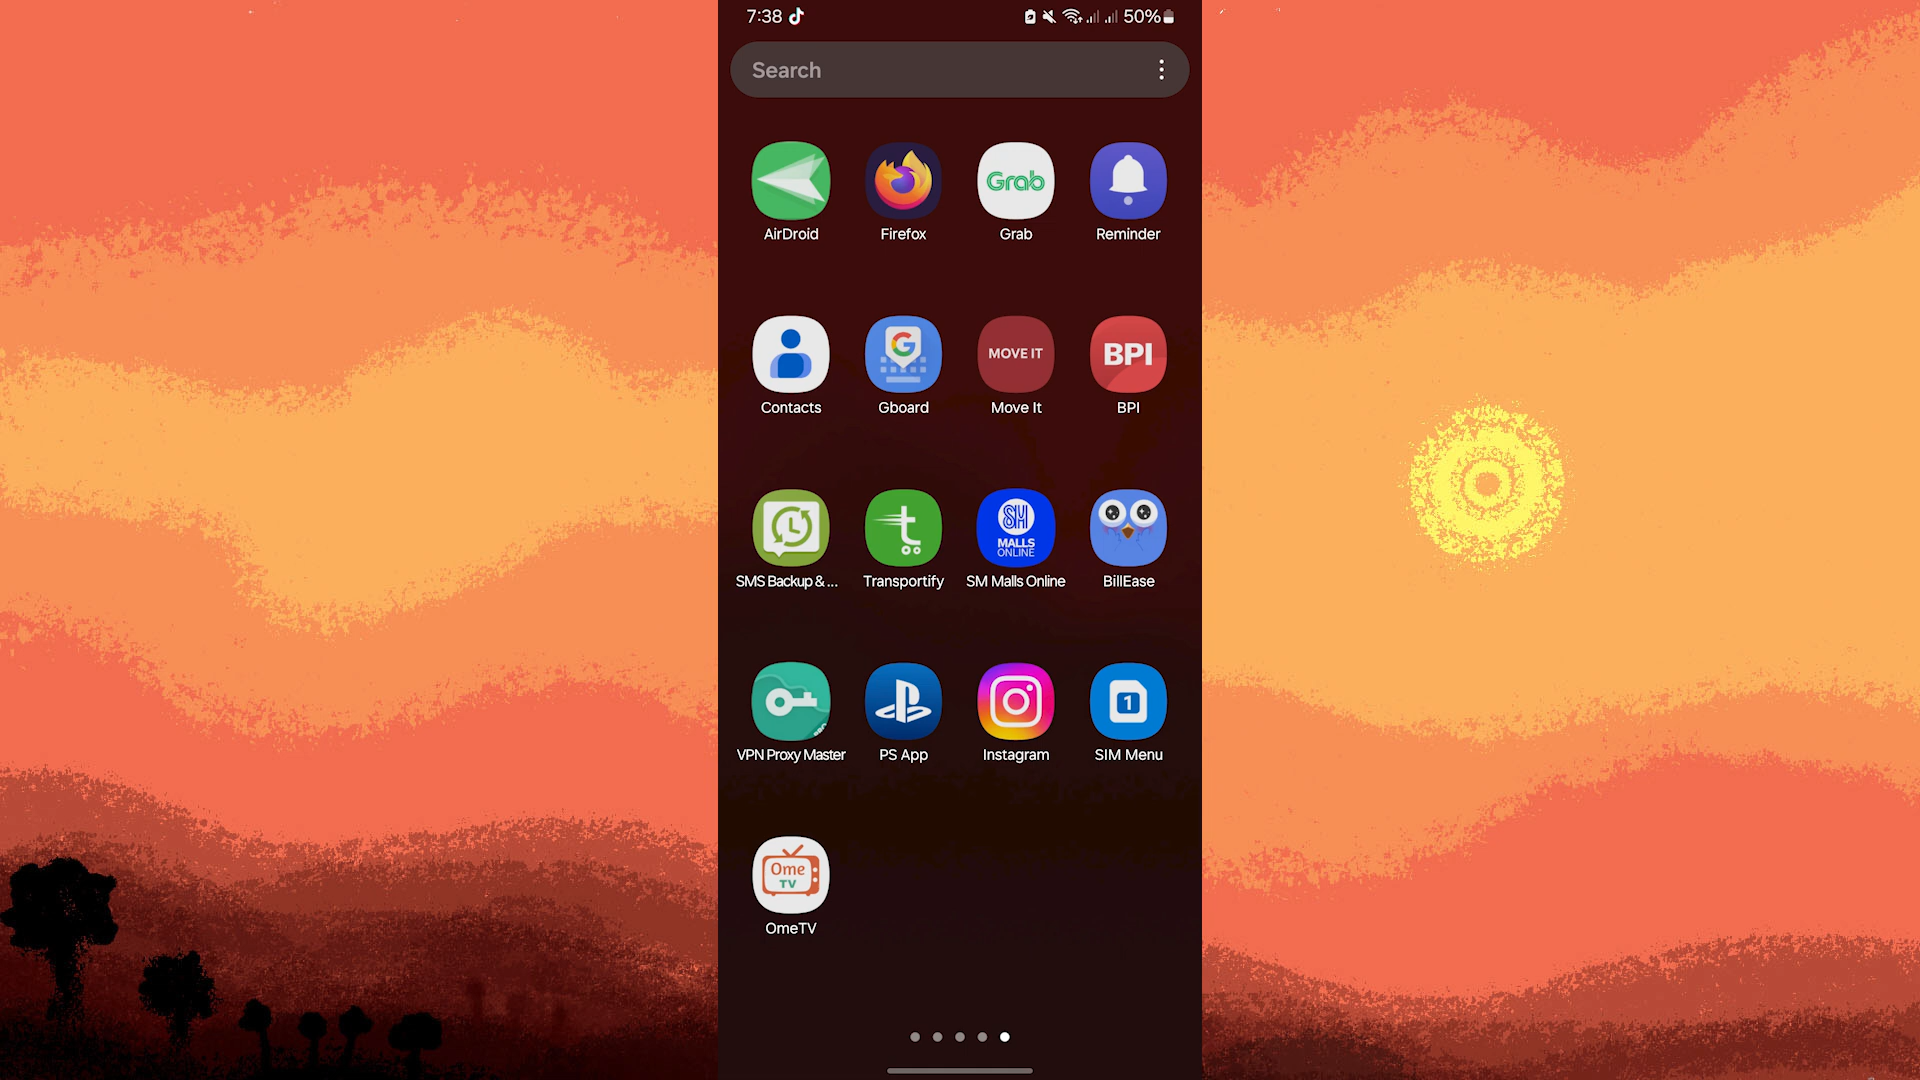 7:38
50%
Search
Grab
AirDroid
Firefox
Grab
Reminder
G
MOVE IT
BPI
Contacts
Gboard
Move It
BPI
t
SM
MALLS
ONLINE
SMS Backup & ...
Transportify
SM Malls Online
BillEase
1
VPN Proxy Master
PS App
Instagram
SIM Menu
Ome
TV
OmeTV